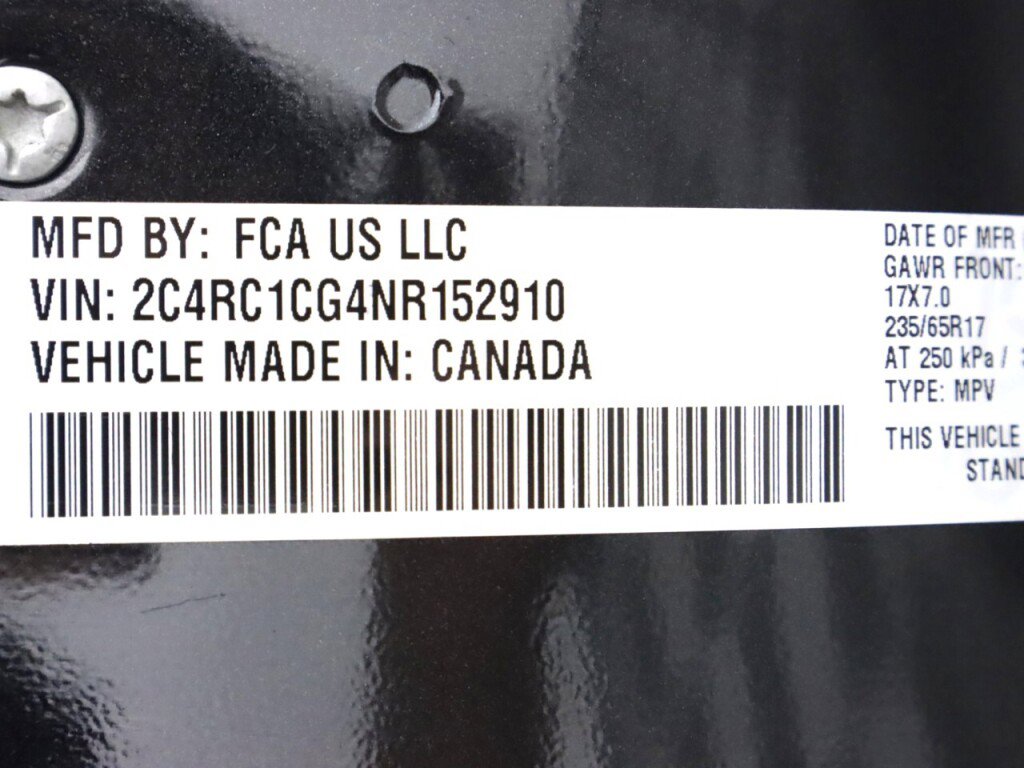 MFD BY: FCA US LLC
VIN: 2C4RC1CG4NR152910
VEHICLE MADE IN: CANADA
DATE OF MFR
GAWR FRONT:
17X7.0
235/65R17
AT 250 kPa /
TYPE: MPV
THIS VEHICLE